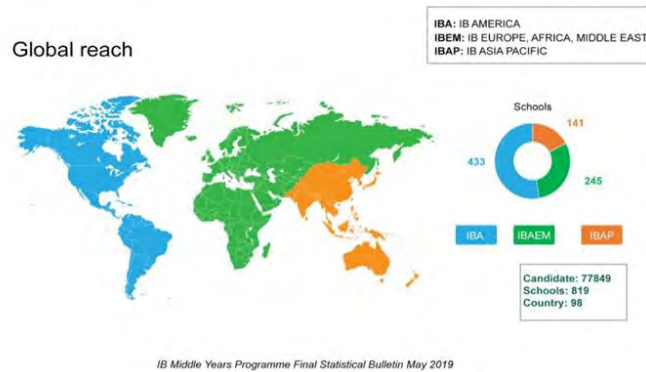 IBA: IB AMERICA
IBEM: IB EUROPE, AFRICA, MIDDLE EAST
IBAP: IB ASIA PACIFIC
Global reach
Schools
141
433
245
IBA
IBAEM
IBAP
Candidate: 77849
Schools: 819
Country: 98
IB Middle Years Programme Final Statistical Bulletin May 2019